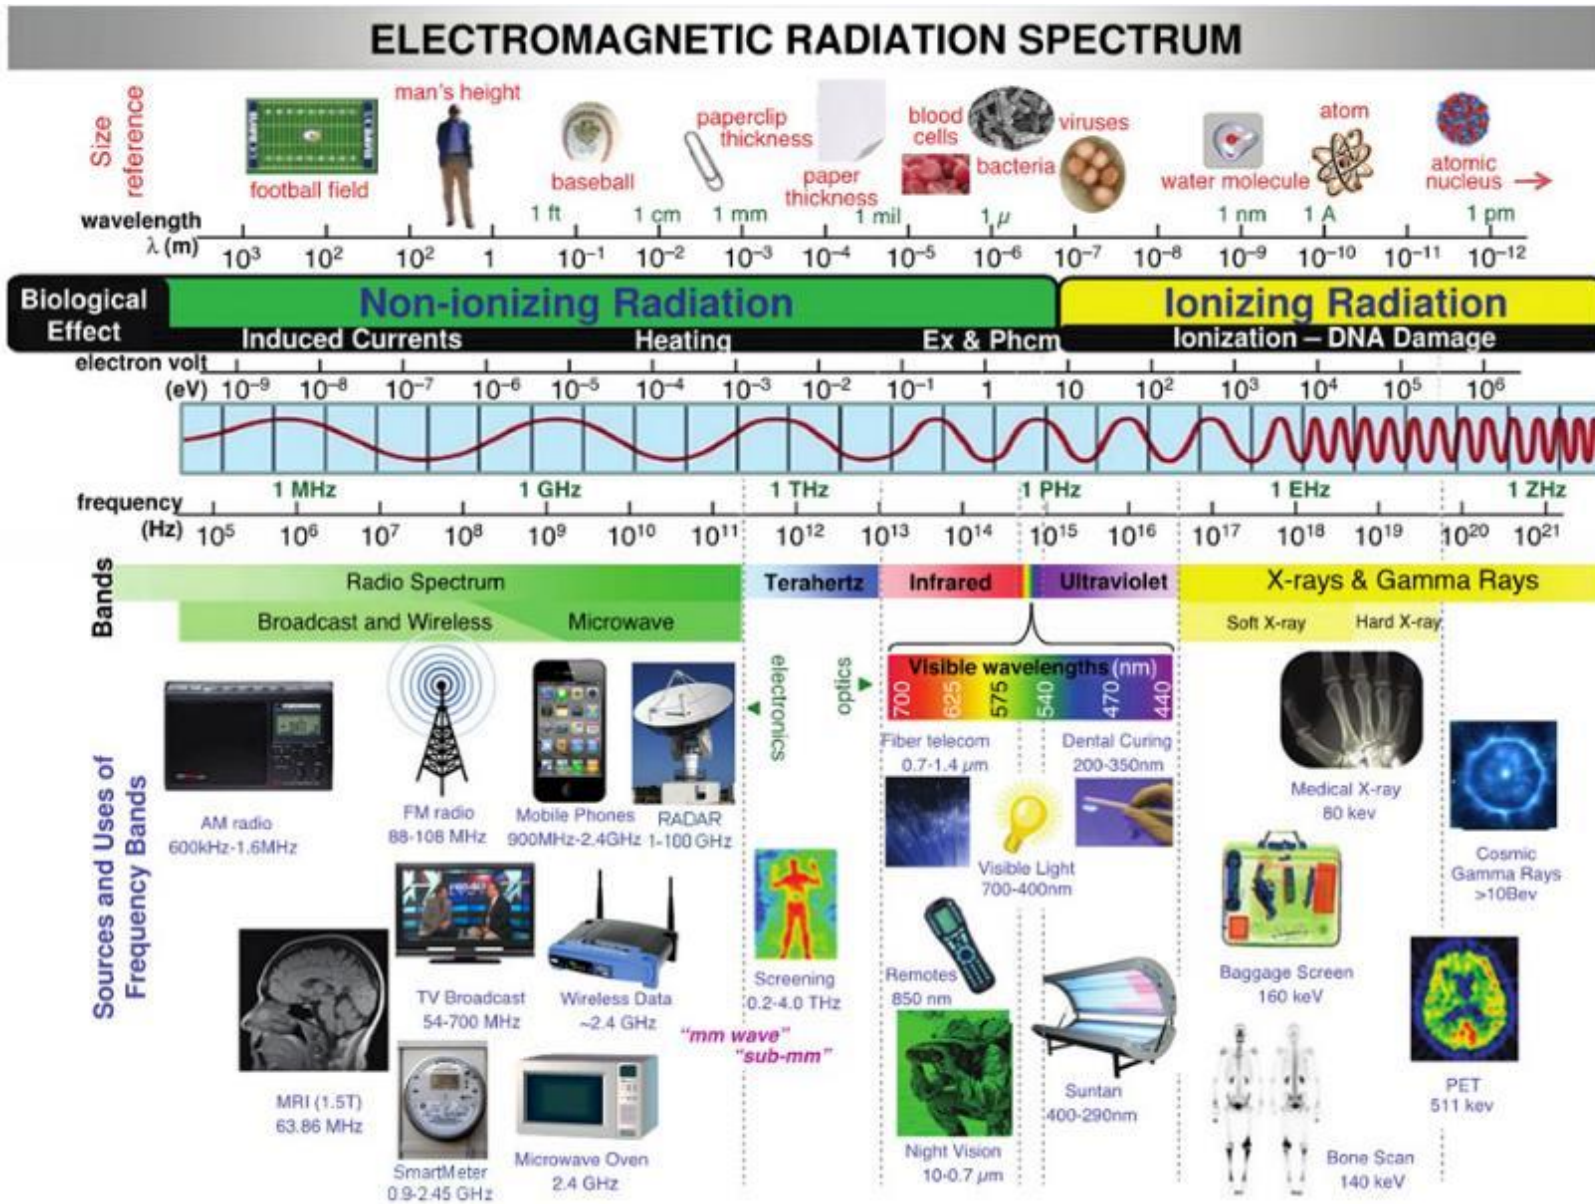 ELECTROMAGNETIC RADIATION SPECTRUM
Size
reference
football field
man's height
baseball
paperclip
thickness
paper
thickness
blood
cells
bacteria
viruses
water molecule
atom
atomic
nucleus
wavelength
λ (m)
1 ft 1 cm 1 mm 1 mil 1 μ 1 nm 1 A 1 pm
10³ 10² 10² 1 10⁻¹ 10⁻² 10⁻³ 10⁻⁴ 10⁻⁵ 10⁻⁶ 10⁻⁷ 10⁻⁸ 10⁻⁹ 10⁻¹⁰ 10⁻¹¹ 10⁻¹²
Biological
Effect
Non-ionizing Radiation Ionizing Radiation
Induced Currents Heating Ex & Phcm Ionization – DNA Damage
electron volt
(eV) 10⁻⁹ 10⁻⁸ 10⁻⁷ 10⁻⁶ 10⁻⁵ 10⁻⁴ 10⁻³ 10⁻² 10⁻¹ 1 10 10² 10³ 10⁴ 10⁵ 10⁶
1 MHz 1 GHz 1 THz 1 PHz 1 EHz 1 ZHz
frequency
(Hz) 10⁵ 10⁶ 10⁷ 10⁸ 10⁹ 10¹⁰ 10¹¹ 10¹² 10¹³ 10¹⁴ 10¹⁵ 10¹⁶ 10¹⁷ 10¹⁸ 10¹⁹ 10²⁰ 10²¹
Bands
Radio Spectrum Terahertz Infrared Ultraviolet X-rays & Gamma Rays
Broadcast and Wireless Microwave Soft X-ray Hard X-ray
electronics
optics
Visible wavelengths (nm)
700 625 575 540 470 440
Sources and Uses of
Frequency Bands
AM radio
600kHz-1.6MHz
FM radio
88-108 MHz
Mobile Phones
900MHz-2.4GHz
RADAR
1-100 GHz
Fiber telecom
0.7-1.4 μm
Dental Curing
200-350nm
Visible Light
700-400nm
Medical X-ray
80 kev
Cosmic
Gamma Rays
>10Bev
TV Broadcast
54-700 MHz
Wireless Data
~2.4 GHz
Screening
0.2-4.0 THz
"mm wave"
"sub-mm"
Remotes
850 nm
Baggage Screen
160 keV
MRI (1.5T)
63.86 MHz
SmartMeter
0.9-2.45 GHz
Microwave Oven
2.4 GHz
Night Vision
10-0.7 μm
Suntan
400-290nm
PET
511 kev
Bone Scan
140 keV